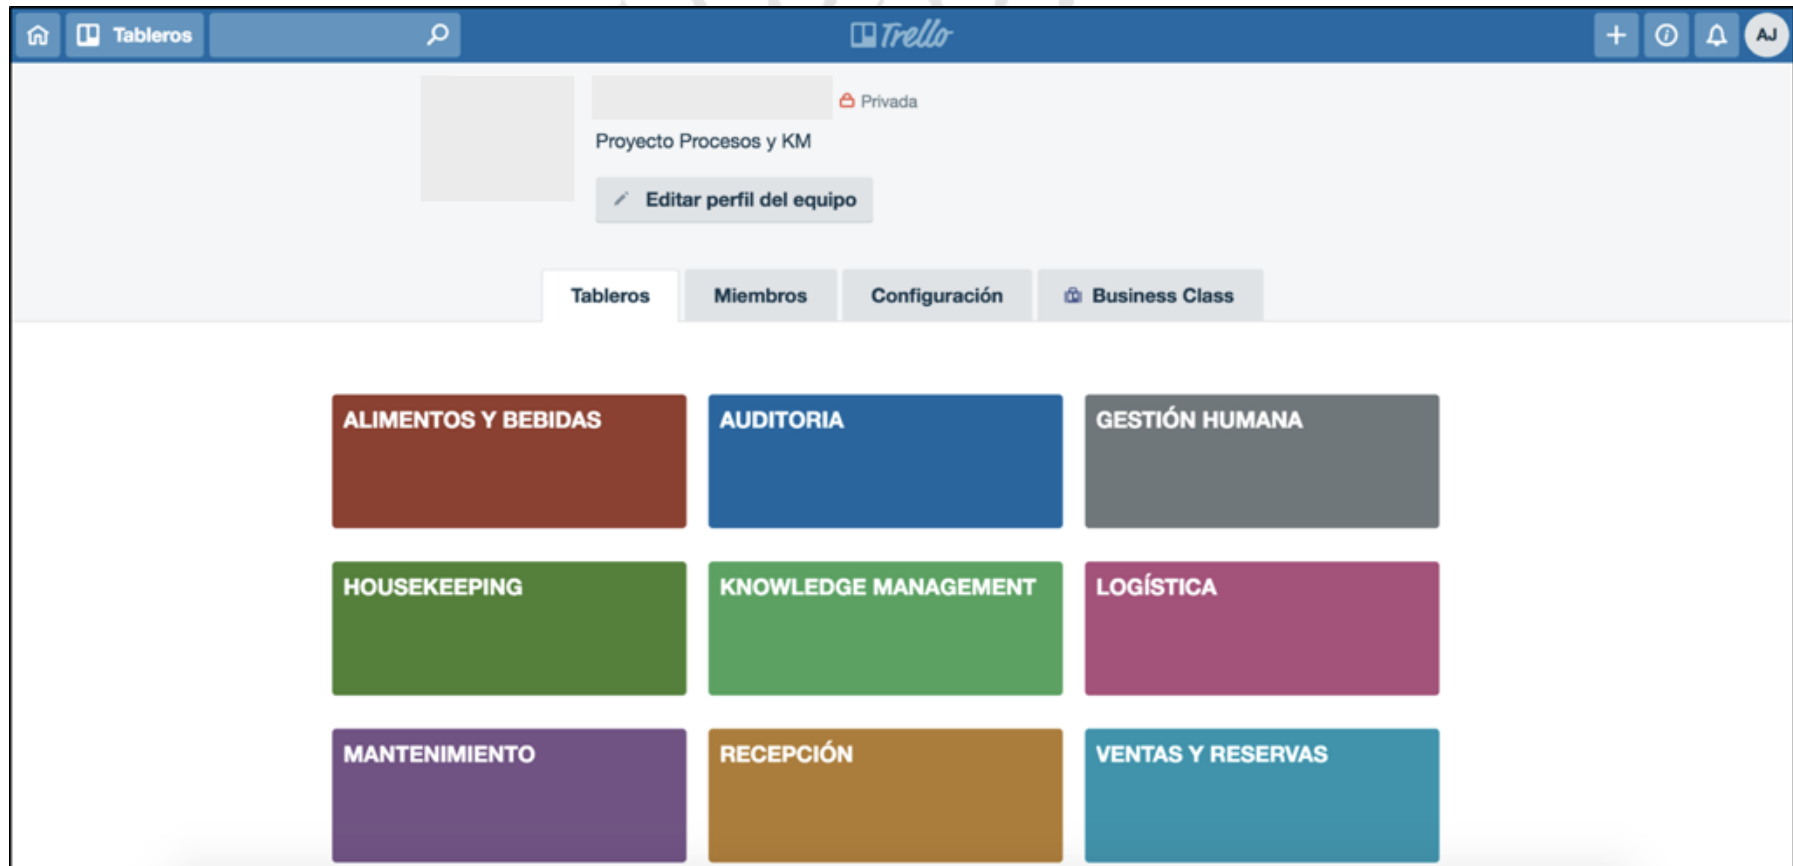 Tableros
Trello
AJ
Privada
Proyecto Procesos y KM
Editar perfil del equipo
Tableros
Miembros
Configuración
Business Class
ALIMENTOS Y BEBIDAS
AUDITORIA
GESTIÓN HUMANA
HOUSEKEEPING
KNOWLEDGE MANAGEMENT
LOGÍSTICA
MANTENIMIENTO
RECEPCIÓN
VENTAS Y RESERVAS